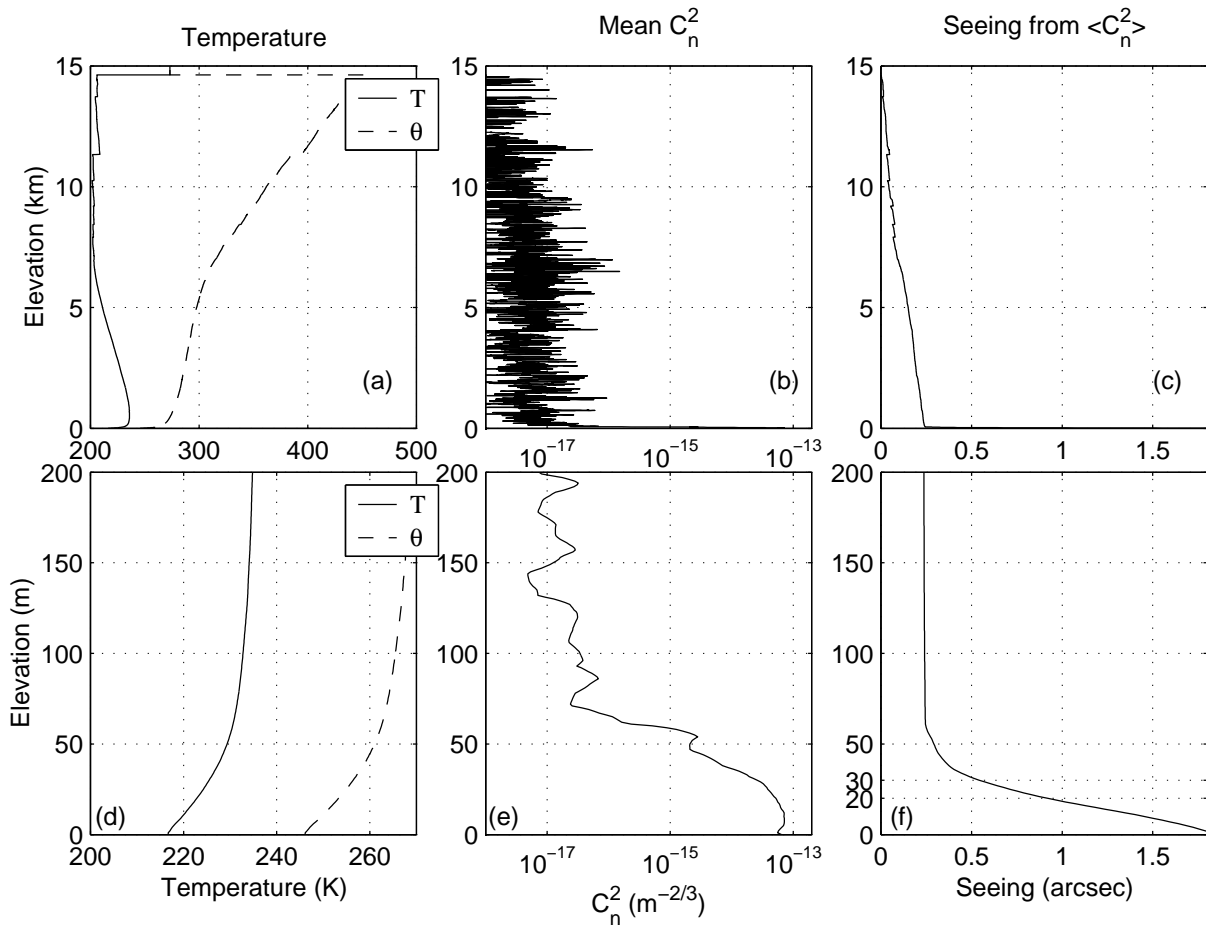 Temperature
Mean C_n^2
Seeing from <C_n^2>
Elevation (km)
15
10
5
0
200
300
400
500
T
θ
(a)
15
10
5
0
10^-17
10^-15
10^-13
(b)
15
10
5
0
0
0.5
1
1.5
(c)
Elevation (m)
200
150
100
50
0
200
220
240
260
T
θ
(d)
Temperature (K)
200
150
100
50
0
10^-17
10^-15
10^-13
(e)
C_n^2 (m^-2/3)
200
150
100
50
30
20
0
0
0.5
1
1.5
(f)
Seeing (arcsec)